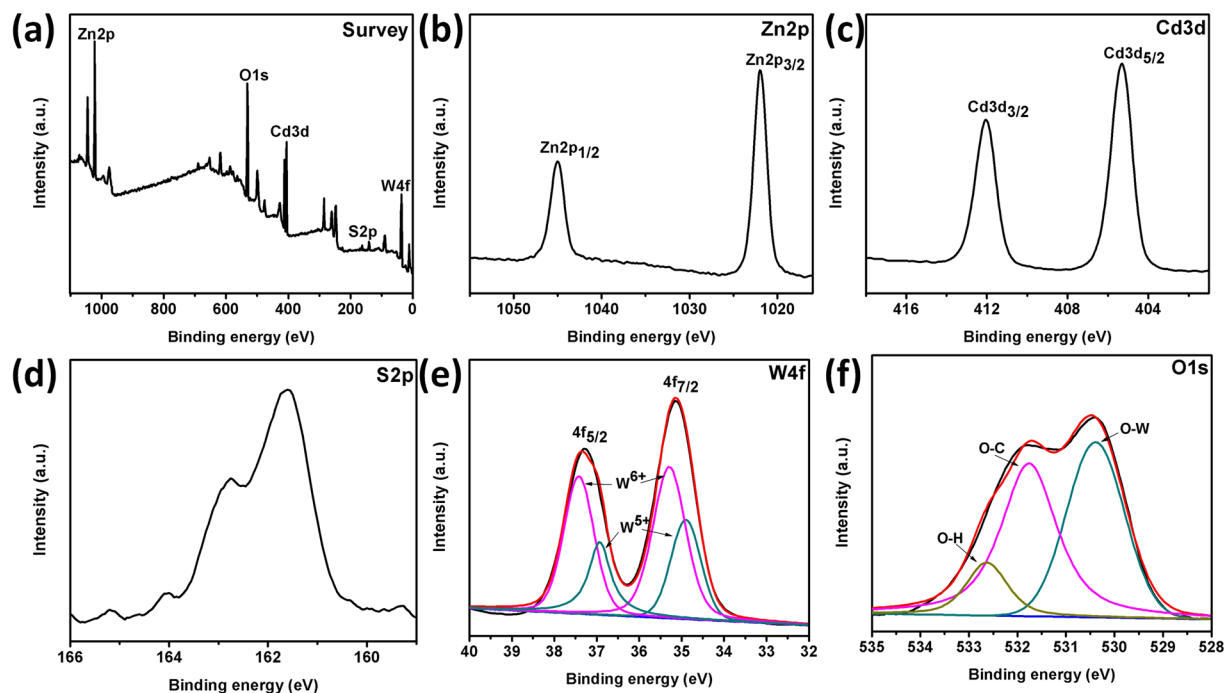 (a)
Survey
Zn2p
O1s
Cd3d
W4f
S2p
Intensity (a.u.)
1000 800 600 400 200 0
Binding energy (eV)
(b)
Zn2p
Zn2p3/2
Zn2p1/2
Intensity (a.u.)
1050 1040 1030 1020
Binding energy (eV)
(c)
Cd3d
Cd3d5/2
Cd3d3/2
Intensity (a.u.)
416 412 408 404
Binding energy (eV)
(d)
S2p
Intensity (a.u.)
166 164 162 160
Binding energy (eV)
(e)
W4f
4f7/2
4f5/2
W6+
W5+
Intensity (a.u.)
40 39 38 37 36 35 34 33 32
Binding energy (eV)
(f)
O1s
O-W
O-C
O-H
Intensity (a.u.)
535 534 533 532 531 530 529 528
Binding energy (eV)